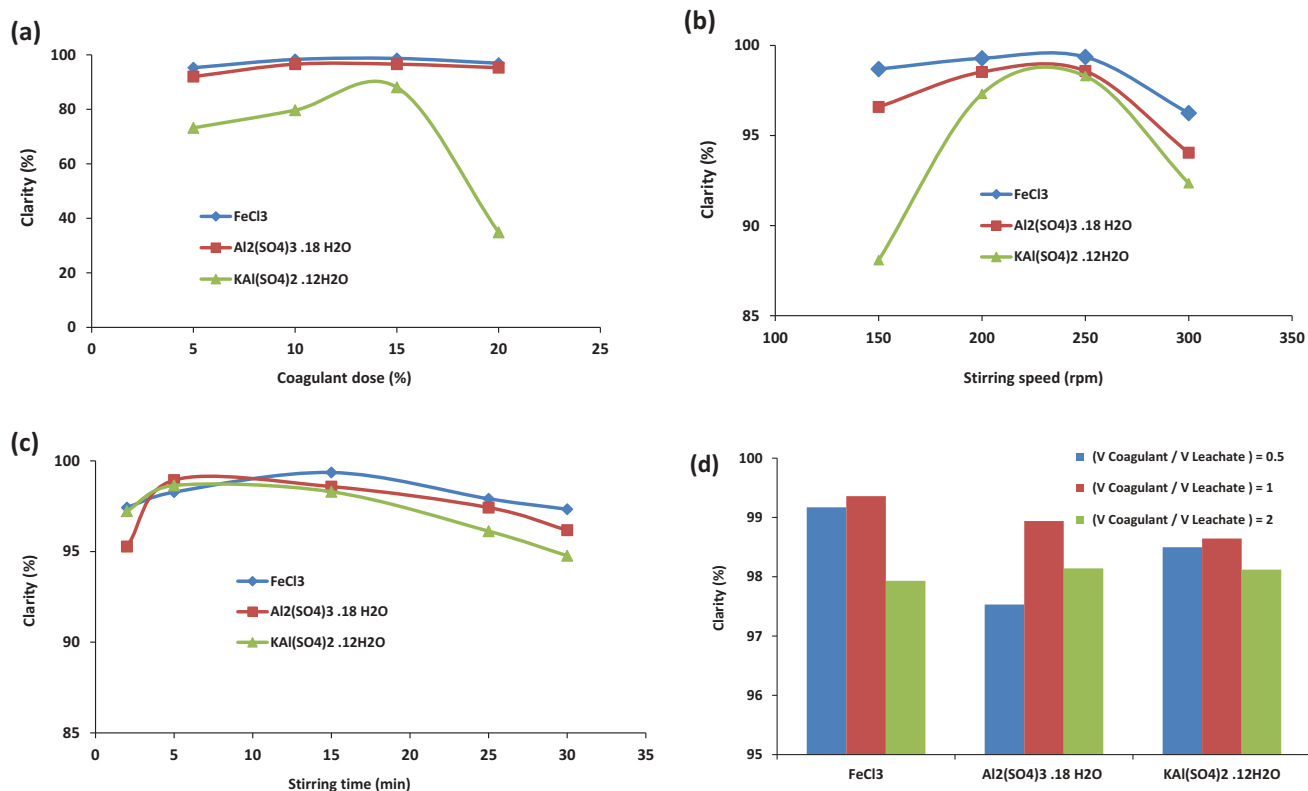 (a)
100
80
60
40
20
0
0
5
10
15
20
25
Clarity (%)
Coagulant dose (%)
FeCl3
Al2(SO4)3 .18 H2O
KAl(SO4)2 .12H2O
(b)
100
95
90
85
100
150
200
250
300
350
Clarity (%)
Stirring speed (rpm)
FeCl3
Al2(SO4)3 .18 H2O
KAl(SO4)2 .12H2O
(c)
100
95
90
85
0
5
10
15
20
25
30
35
Clarity (%)
Stirring time (min)
FeCl3
Al2(SO4)3 .18 H2O
KAl(SO4)2 .12H2O
(d)
100
99
98
97
96
95
Clarity (%)
(V Coagulant / V Leachate ) = 0.5
(V Coagulant / V Leachate ) = 1
(V Coagulant / V Leachate ) = 2
FeCl3
Al2(SO4)3 .18 H2O
KAl(SO4)2 .12H2O